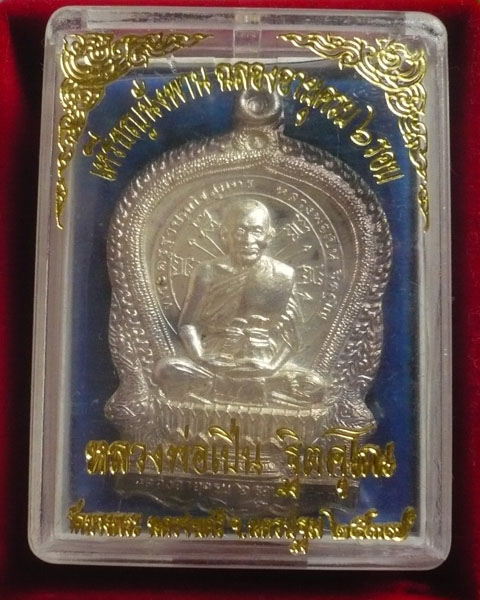 เหรียญนั่งพาน ฉลองอายุครบ ๖ รอบ
หลวงพ่อเปิ่น ฐิตคุโณ
วัดบางพระ นครชัยศรี จ.นครปฐม ๒๕๓๗